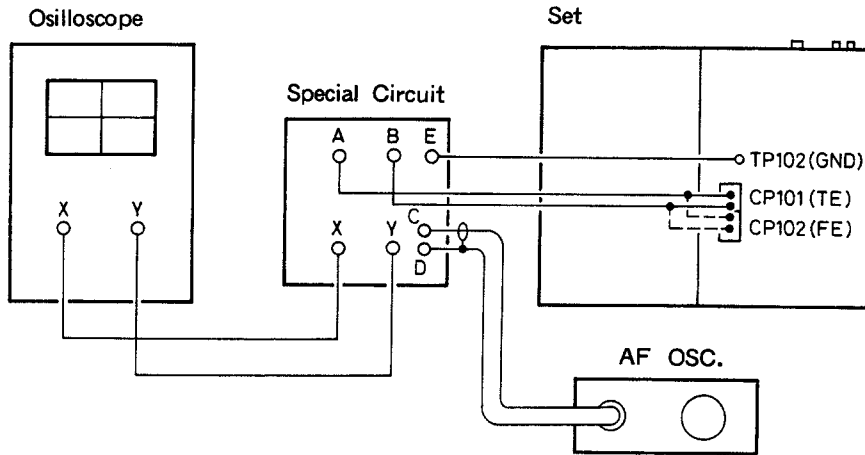 Osilloscope
X
Y
Special Circuit
A B E
X Y C
D
Set
TP102(GND)
CP101(TE)
CP102(FE)
AF OSC.